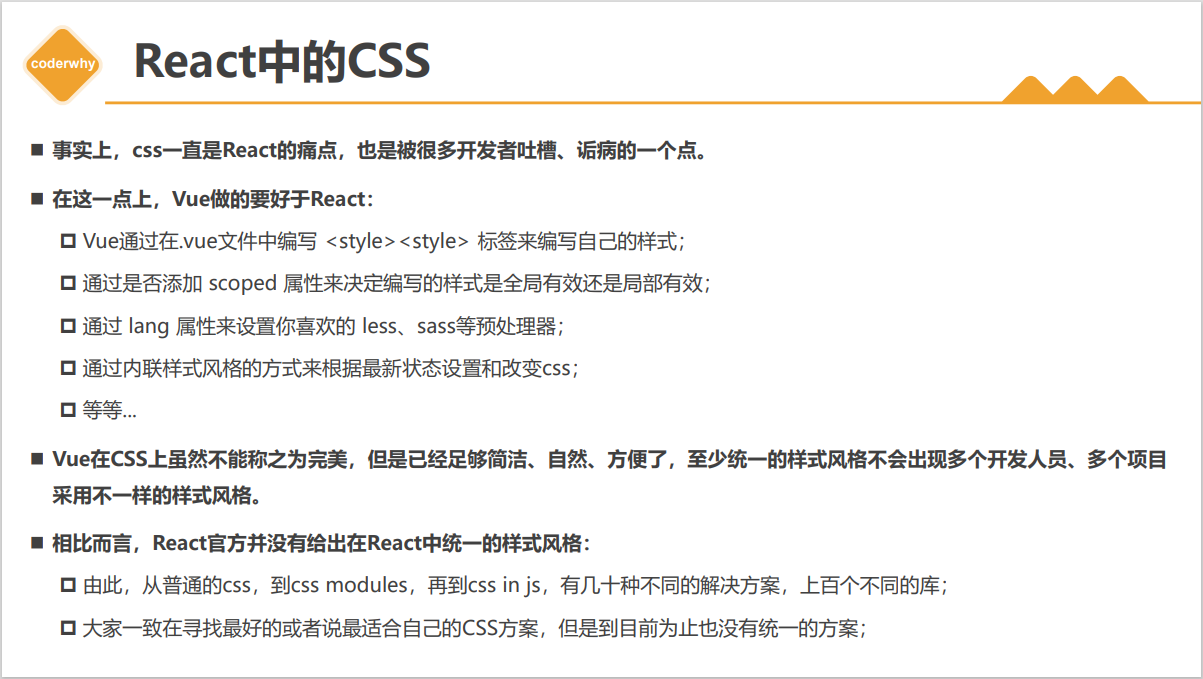 coderwhy
React中的CSS
事实上，css一直是React的痛点，也是被很多开发者吐槽、诟病的一个点。
在这一点上，Vue做的要好于React：
Vue通过在.vue文件中编写 <style><style> 标签来编写自己的样式；
通过是否添加 scoped 属性来决定编写的样式是全局有效还是局部有效；
通过 lang 属性来设置你喜欢的 less、sass等预处理器；
通过内联样式风格的方式来根据最新状态设置和改变css；
等等...
Vue在CSS上虽然不能称之为完美，但是已经足够简洁、自然、方便了，至少统一的样式风格不会出现多个开发人员、多个项目
采用不一样的样式风格。
相比而言，React官方并没有给出在React中统一的样式风格：
由此，从普通的css，到css modules，再到css in js，有几十种不同的解决方案，上百个不同的库；
大家一致在寻找最好的或者说最适合自己的CSS方案，但是到目前为止也没有统一的方案；